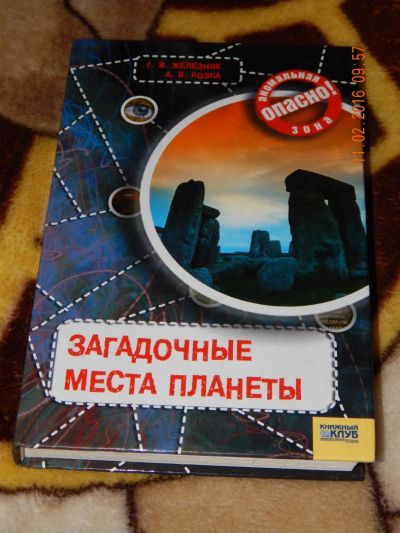 Г. В. ЖЕЛЕЗНЯК
А. В. КОЗКА
аномальная
ОПАСНО!
зона
ЗАГАДОЧНЫЕ
МЕСТА ПЛАНЕТЫ
КНИЖНЫЙ
КЛУБ
11.02.2016 09:57